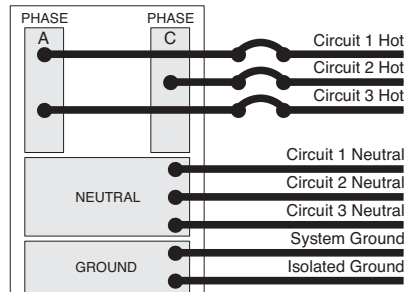 PHASE PHASE
A C
Circuit 1 Hot
Circuit 2 Hot
Circuit 3 Hot
Circuit 1 Neutral
Circuit 2 Neutral
NEUTRAL
Circuit 3 Neutral
System Ground
GROUND
Isolated Ground